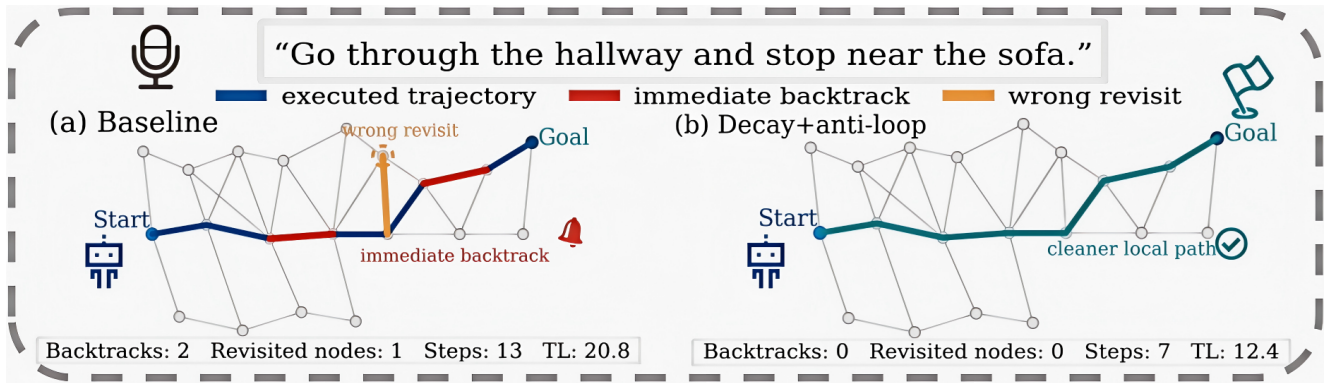 “Go through the hallway and stop near the sofa.”
executed trajectory immediate backtrack wrong revisit
(a) Baseline
wrong revisit
Goal
Start
immediate backtrack
Backtracks: 2 Revisited nodes: 1 Steps: 13 TL: 20.8
(b) Decay+anti-loop
Goal
Start
cleaner local path
Backtracks: 0 Revisited nodes: 0 Steps: 7 TL: 12.4